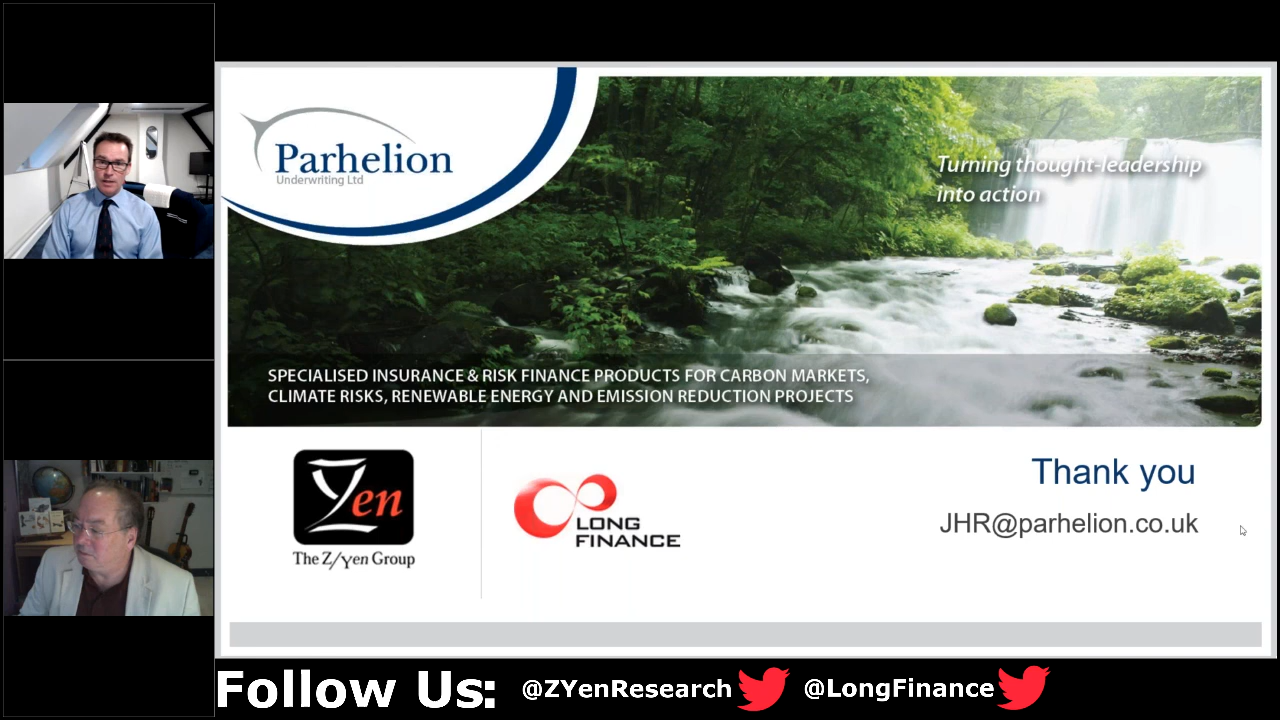 Parhelion
Underwriting Ltd
Turning thought-leadership
into action
SPECIALISED INSURANCE & RISK FINANCE PRODUCTS FOR CARBON MARKETS,
CLIMATE RISKS, RENEWABLE ENERGY AND EMISSION REDUCTION PROJECTS
Z/Yen
The Z/Yen Group
LONG
FINANCE
Thank you
JHR@parhelion.co.uk
Follow Us: @ZYenResearch @LongFinance